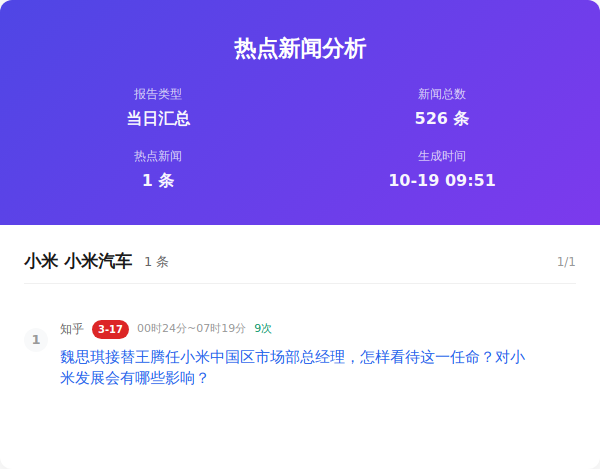 热点新闻分析
报告类型
当日汇总
新闻总数
526 条
热点新闻
1 条
生成时间
10-19 09:51
小米 小米汽车 1 条 1/1
1 知乎 3-17 00时24分~07时19分 9次
魏思琪接替王腾任小米中国区市场部总经理，怎样看待这一任命？对小
米发展会有哪些影响？